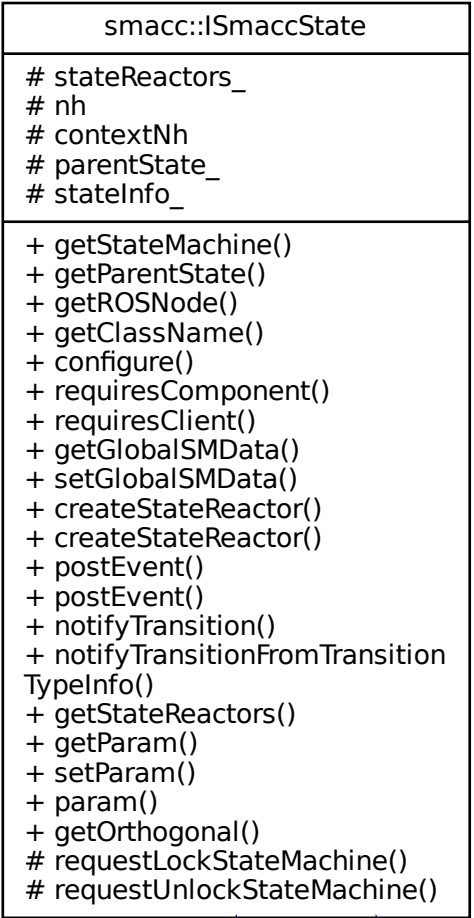 smacc::ISmaccState
# stateReactors_
# nh
# contextNh
# parentState_
# stateInfo_
+ getStateMachine()
+ getParentState()
+ getROSNode()
+ getClassName()
+ configure()
+ requiresComponent()
+ requiresClient()
+ getGlobalSMData()
+ setGlobalSMData()
+ createStateReactor()
+ createStateReactor()
+ postEvent()
+ postEvent()
+ notifyTransition()
+ notifyTransitionFromTransition
TypeInfo()
+ getStateReactors()
+ getParam()
+ setParam()
+ param()
+ getOrthogonal()
# requestLockStateMachine()
# requestUnlockStateMachine()